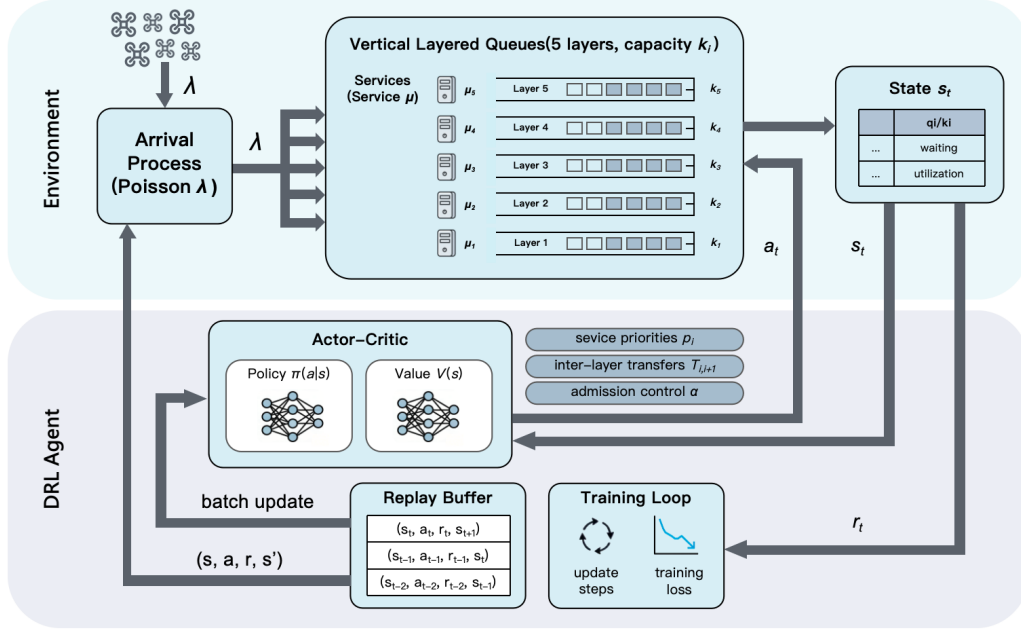 Environment
λ
Arrival
Process
(Poisson λ)
λ
Vertical Layered Queues(5 layers, capacity kᵢ)
Services
(Service μ)
μ₅ Layer 5 k₅
μ₄ Layer 4 k₄
μ₃ Layer 3 k₃
μ₂ Layer 2 k₂
μ₁ Layer 1 k₁
State sₜ
qi/ki
... waiting
... utilization
aₜ
sₜ
DRL Agent
Actor–Critic
Policy π(a|s)
Value V(s)
sevice priorities pᵢ
inter-layer transfers Tᵢ,ᵢ₊₁
admission control α
batch update
(s, a, r, s’)
Replay Buffer
(sₜ, aₜ, rₜ, sₜ₊₁)
(sₜ₋₁, aₜ₋₁, rₜ₋₁, sₜ)
(sₜ₋₂, aₜ₋₂, rₜ₋₂, sₜ₋₁)
Training Loop
update
steps
training
loss
rₜ